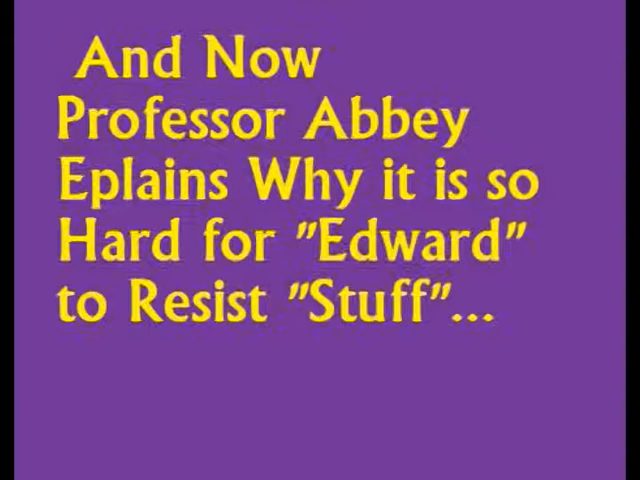 And Now
Professor Abbey
Eplains Why it is so
Hard for "Edward"
to Resist "Stuff"...